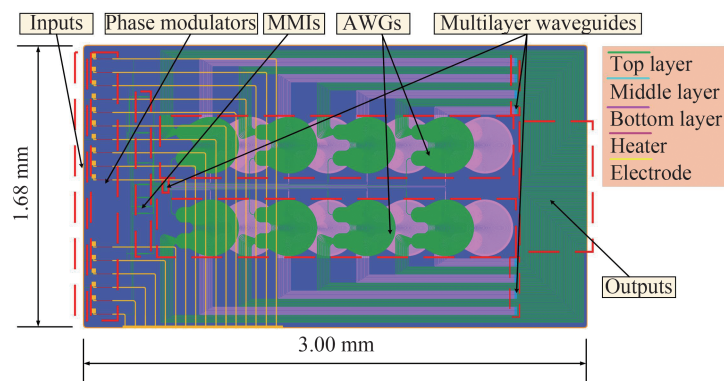 Inputs
Phase modulators
MMIs
AWGs
Multilayer waveguides
Top layer
Middle layer
Bottom layer
Heater
Electrode
1.68 mm
Outputs
3.00 mm